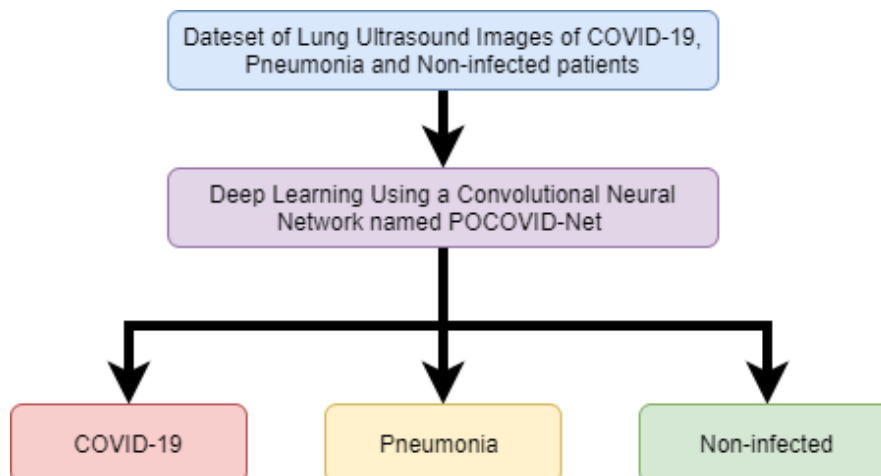 Dateset of Lung Ultrasound Images of COVID-19,
Pneumonia and Non-infected patients
Deep Learning Using a Convolutional Neural
Network named POCOVID-Net
COVID-19
Pneumonia
Non-infected